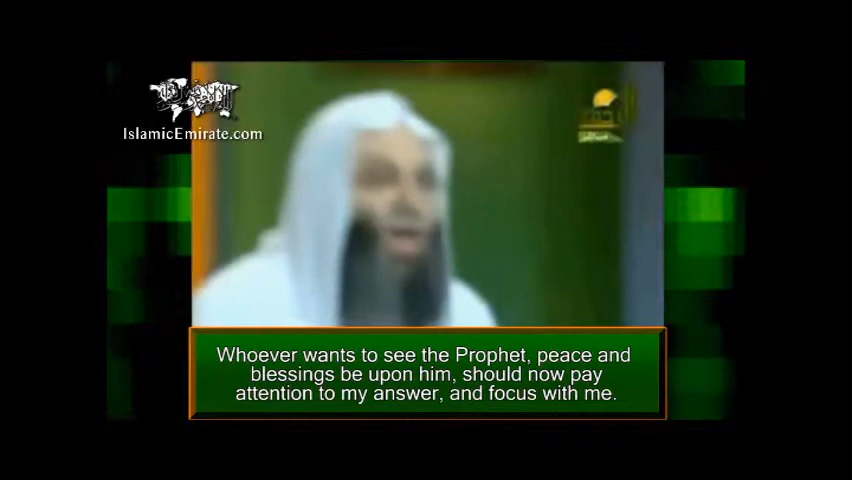 IslamicEmirate.com
Whoever wants to see the Prophet, peace and
blessings be upon him, should now pay
attention to my answer, and focus with me.